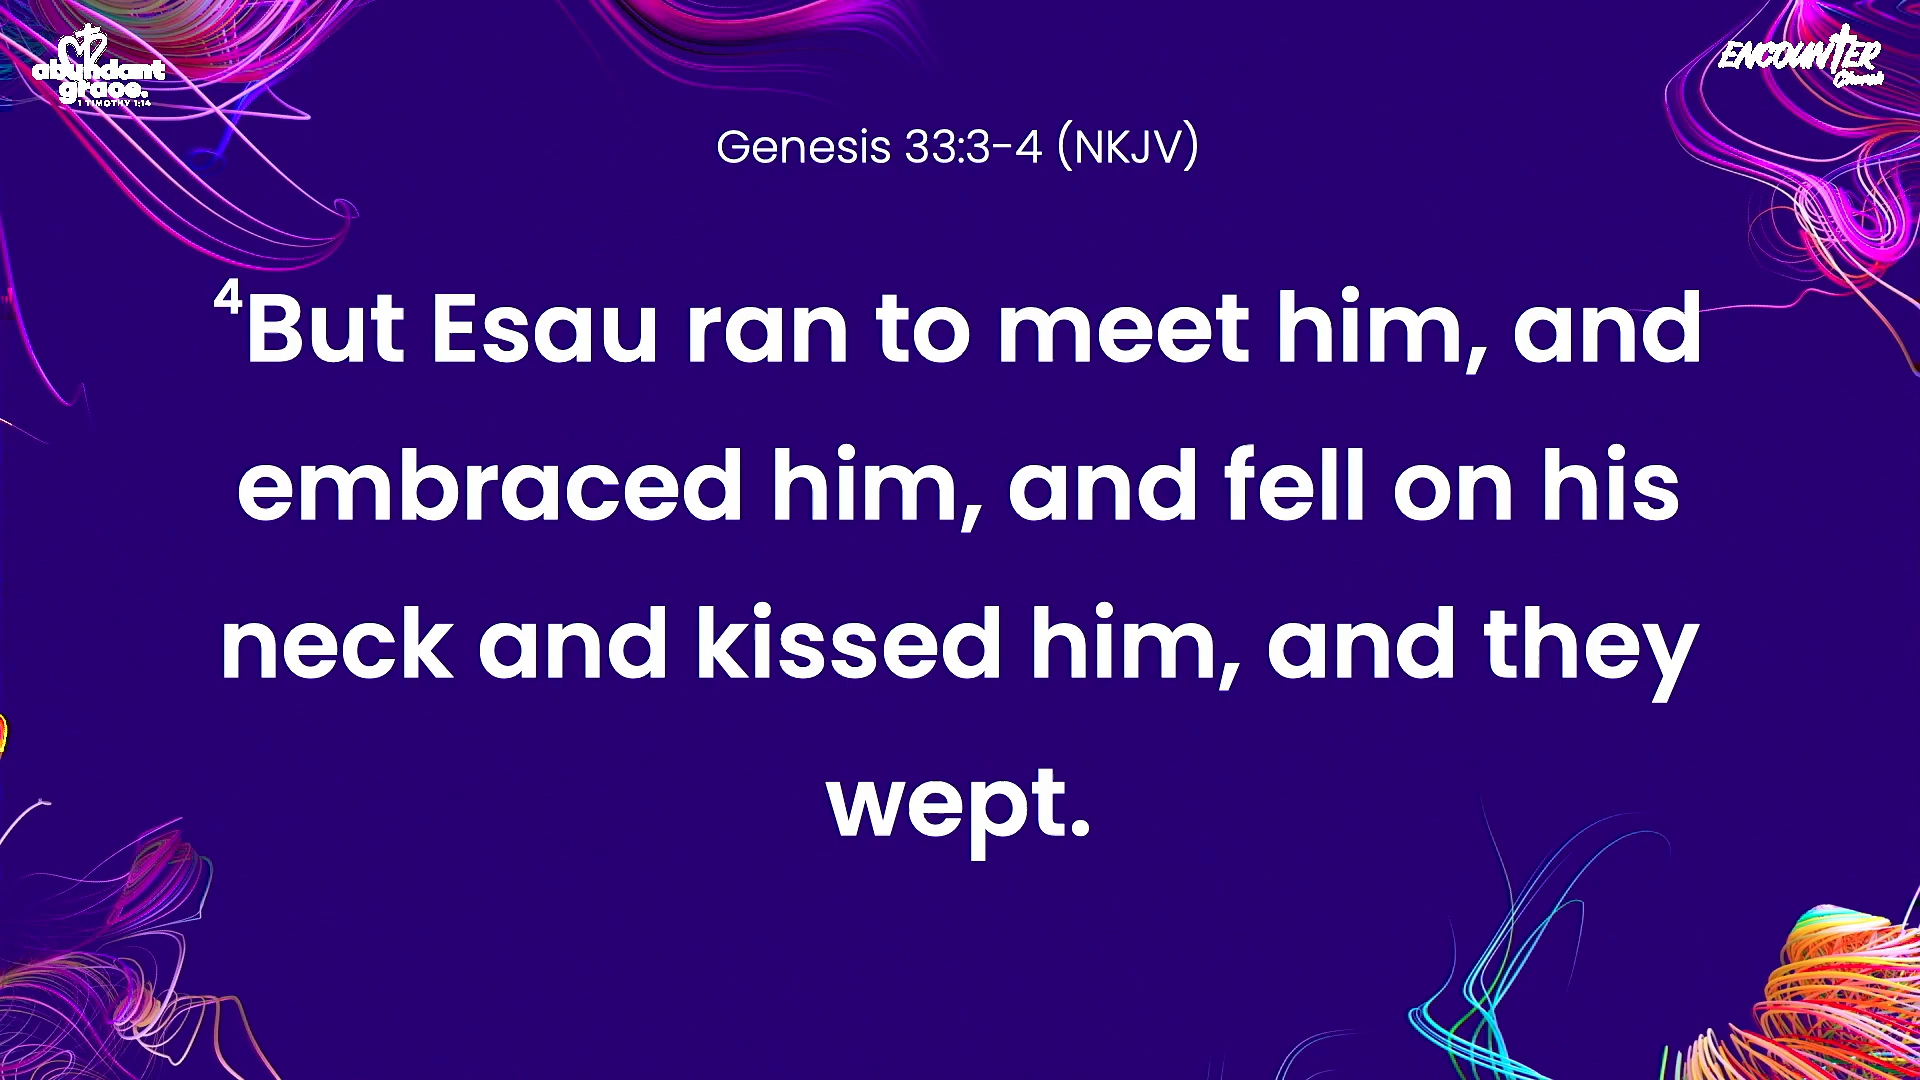 abundant
grace.
1 TIMOTHY 1:14
ENCOUNTER
Church
Genesis 33:3-4 (NKJV)
4But Esau ran to meet him, and
embraced him, and fell on his
neck and kissed him, and they
wept.